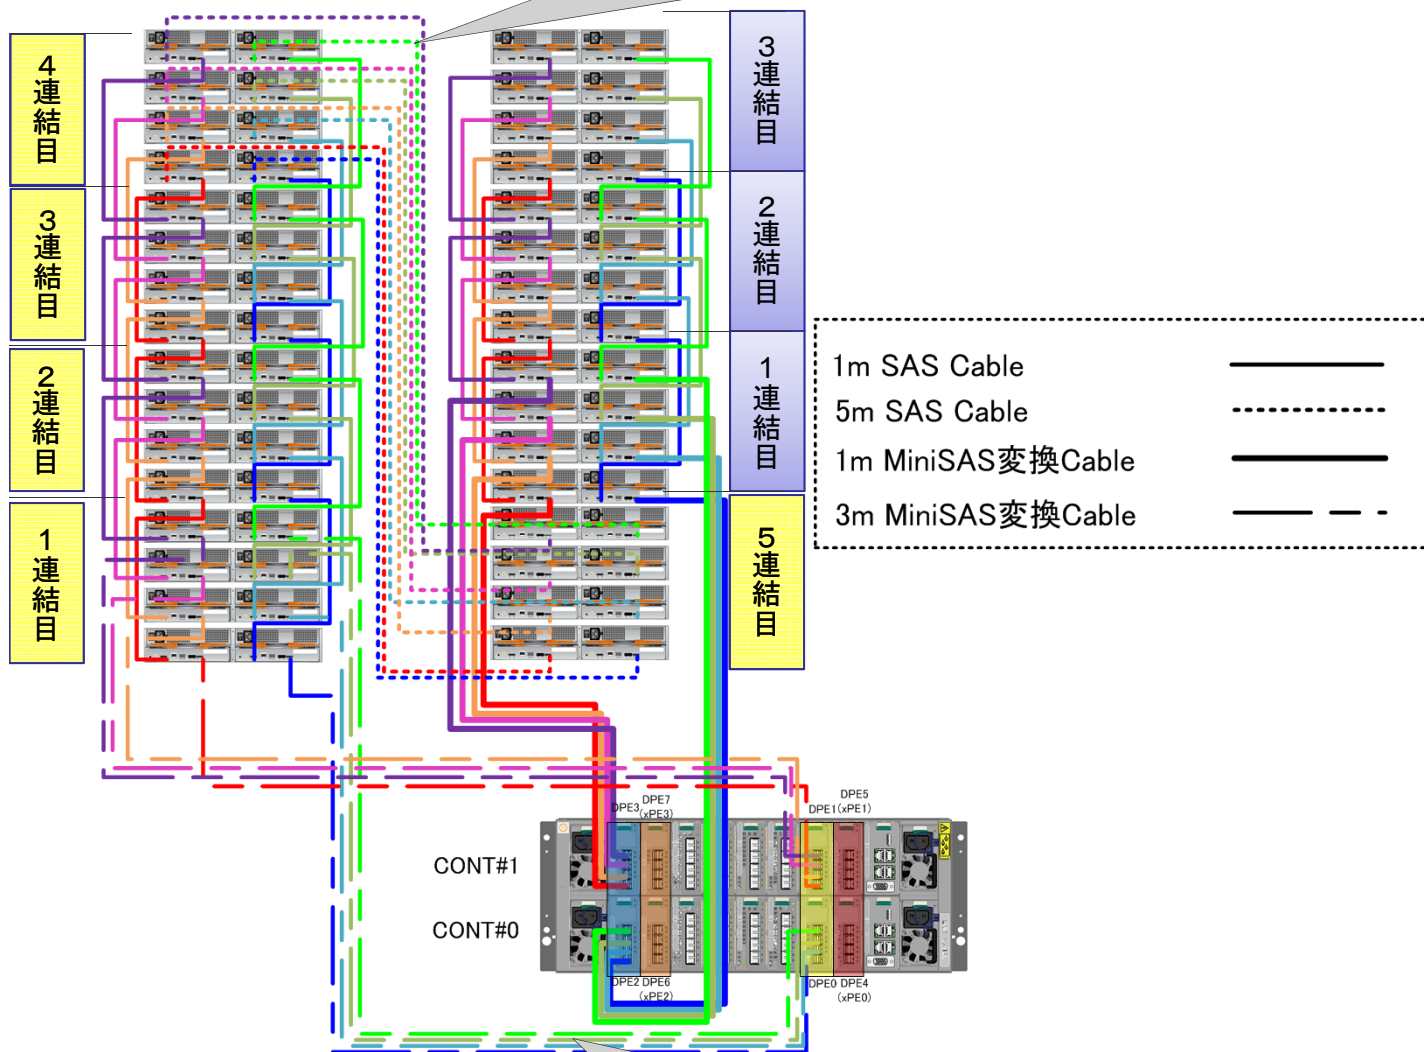 4連結目
3連結目
2連結目
1連結目
3連結目
2連結目
1連結目
5連結目
1m SAS Cable
5m SAS Cable
1m MiniSAS変換Cable
3m MiniSAS変換Cable
DPE3
DPE7
(xPE3)
DPE5
DPE1
(xPE1)
CONT#1
CONT#0
DPE2
DPE6
(xPE2)
DPE0
DPE4
(xPE0)